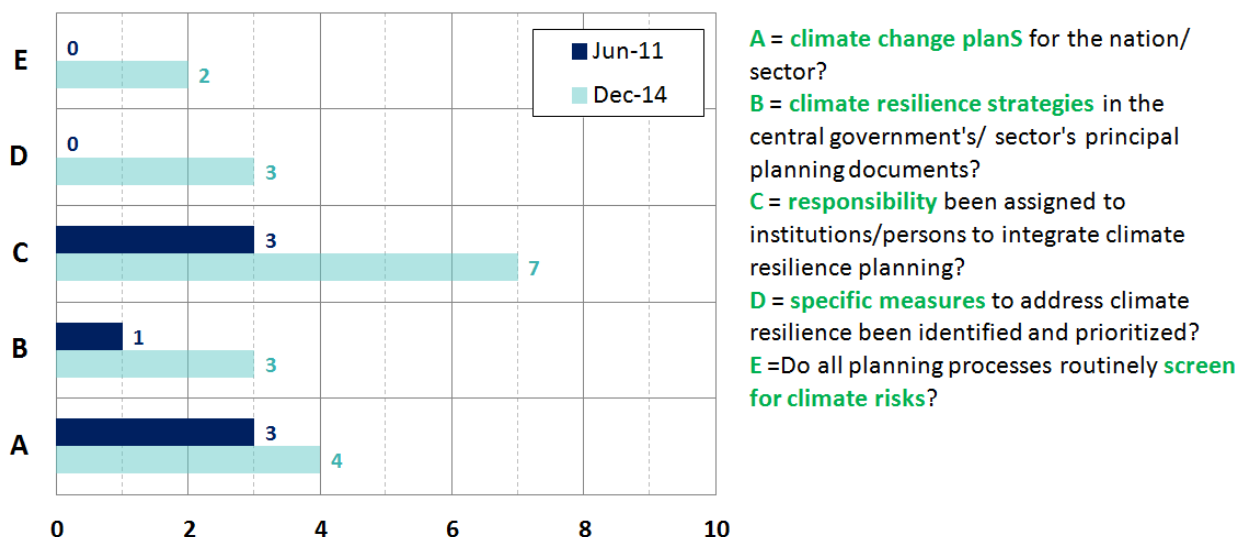 E
0
2
D
0
3
C
3
7
B
1
3
A
3
4
0 2 4 6 8 10
Jun-11
Dec-14
A = climate change planS for the nation/
sector?
B = climate resilience strategies in the
central government's/ sector's principal
planning documents?
C = responsibility been assigned to
institutions/persons to integrate climate
resilience planning?
D = specific measures to address climate
resilience been identified and prioritized?
E =Do all planning processes routinely screen
for climate risks?